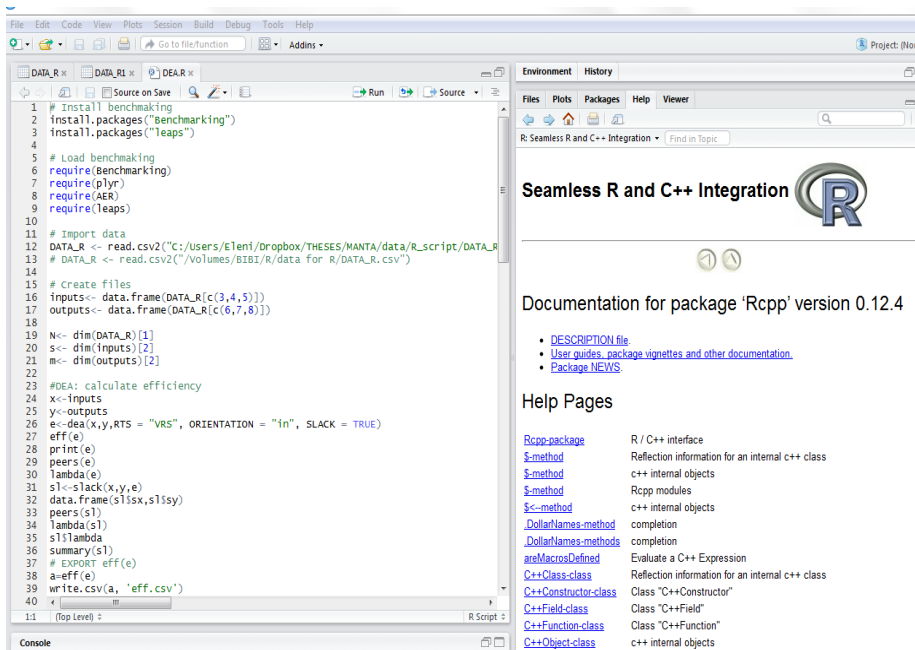 File Edit Code View Plots Session Build Debug Tools Help
Go to file/function Addins
DATA_R × DATA_R1 × DEA.R ×
Source on Save Run Source
1 # Install benchmaking
2 install.packages("Benchmarking")
3 install.packages("leaps")
4
5 # Load benchmaking
6 require(Benchmarking)
7 require(plyr)
8 require(AER)
9 require(leaps)
10
11 # Import data
12 DATA_R <- read.csv2("C:/Users/Eleni/Dropbox/THESES/MANTA/data/R_script/DATA_R
13 # DATA_R <- read.csv2("/Volumes/BIBI/R/data for R/DATA_R.csv")
14
15 # Create files
16 inputs<- data.frame(DATA_R[c(3,4,5)])
17 outputs<- data.frame(DATA_R[c(6,7,8)])
18
19 N<- dim(DATA_R)[1]
20 s<- dim(inputs)[2]
21 m<- dim(outputs)[2]
22
23 #DEA: calculate efficiency
24 x<-inputs
25 y<-outputs
26 e<-dea(x,y,RTS = "VRS", ORIENTATION = "in", SLACK = TRUE)
27 eff(e)
28 print(e)
29 peers(e)
30 lambda(e)
31 sl<-slack(x,y,e)
32 data.frame(sl$sx,sl$sy)
33 peers(sl)
34 lambda(sl)
35 sl$lambda
36 summary(sl)
37 # EXPORT eff(e)
38 a=eff(e)
39 write.csv(a, 'eff.csv')
40
1:1 (Top Level) R Script
Console
Project: (Non
Environment History
Files Plots Packages Help Viewer
R: Seamless R and C++ Integration Find in Topic
Seamless R and C++ Integration R
Documentation for package ‘Rcpp’ version 0.12.4
DESCRIPTION file.
User guides, package vignettes and other documentation.
Package NEWS.
Help Pages
Rcpp-package R / C++ interface
$-method Reflection information for an internal c++ class
$-method c++ internal objects
$-method Rcpp modules
$<--method c++ internal objects
.DollarNames-method completion
.DollarNames-methods completion
areMacrosDefined Evaluate a C++ Expression
C++Class-class Reflection information for an internal c++ class
C++Constructor-class Class "C++Constructor"
C++Field-class Class "C++Field"
C++Function-class Class "C++Function"
C++Object-class c++ internal objects